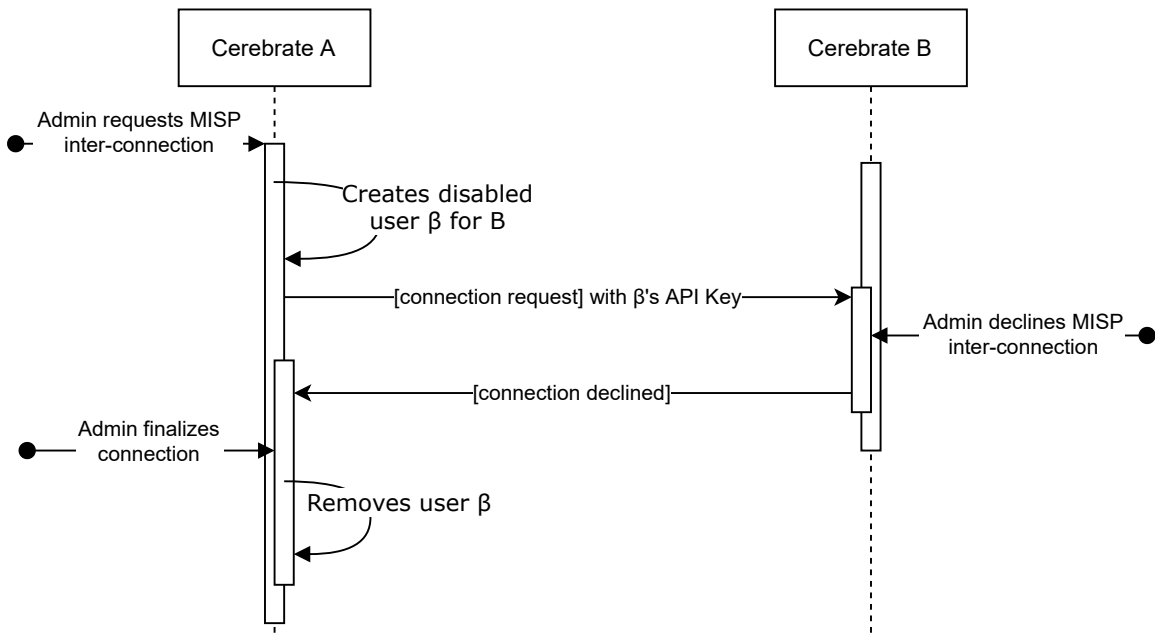 Cerebrate A
Cerebrate B
Admin requests MISP
inter-connection
Creates disabled
user β for B
[connection request] with β's API Key
Admin declines MISP
inter-connection
[connection declined]
Admin finalizes
connection
Removes user β